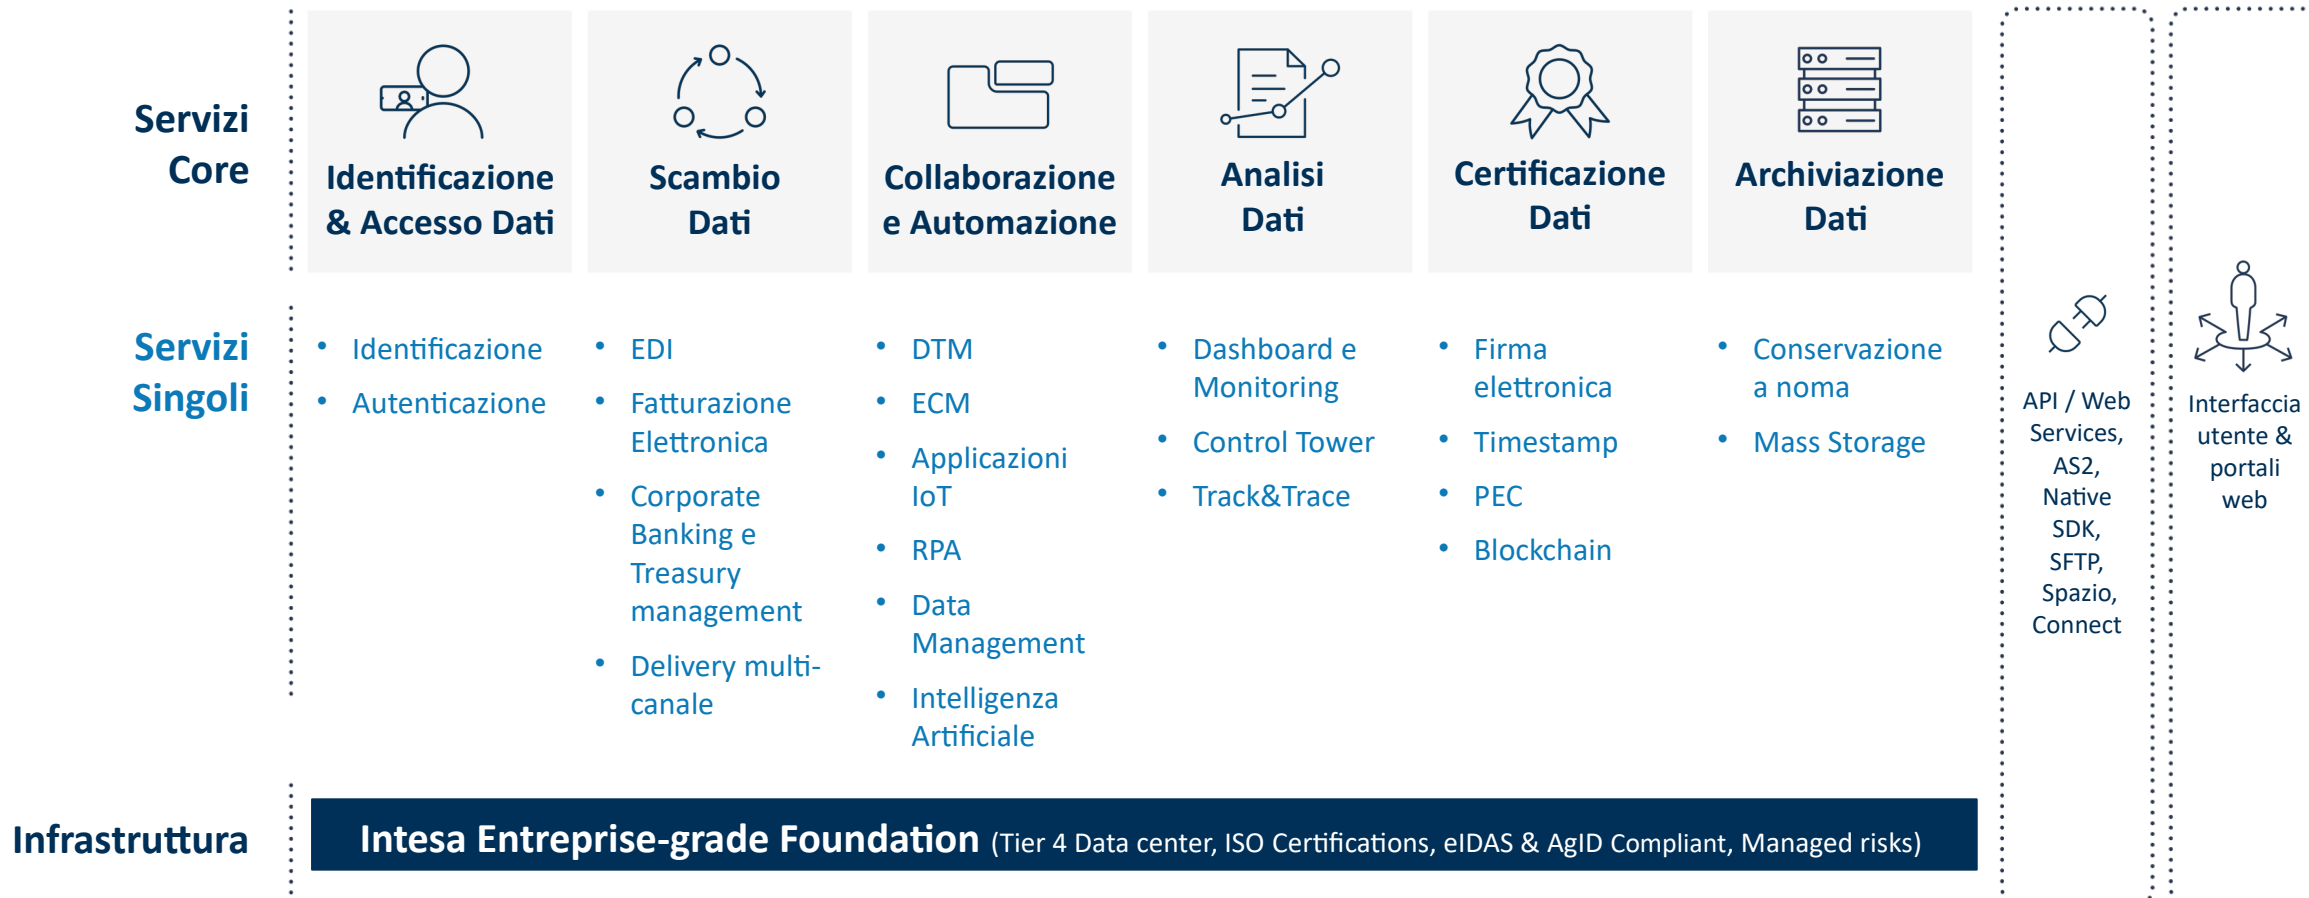 Servizi
Core
Identificazione
& Accesso Dati
Scambio
Dati
Collaborazione
e Automazione
Analisi
Dati
Certificazione
Dati
Archiviazione
Dati
Servizi
Singoli
• Identificazione
• Autenticazione
• EDI
• Fatturazione
Elettronica
• Corporate
Banking e
Treasury
management
• Delivery multi-
canale
• DTM
• ECM
• Applicazioni
IoT
• RPA
• Data
Management
• Intelligenza
Artificiale
• Dashboard e
Monitoring
• Control Tower
• Track&Trace
• Firma
elettronica
• Timestamp
• PEC
• Blockchain
• Conservazione
a noma
• Mass Storage
API / Web
Services,
AS2,
Native
SDK,
SFTP,
Spazio,
Connect
Interfaccia
utente &
portali
web
Infrastruttura
Intesa Entreprise-grade Foundation (Tier 4 Data center, ISO Certifications, eIDAS & AgID Compliant, Managed risks)